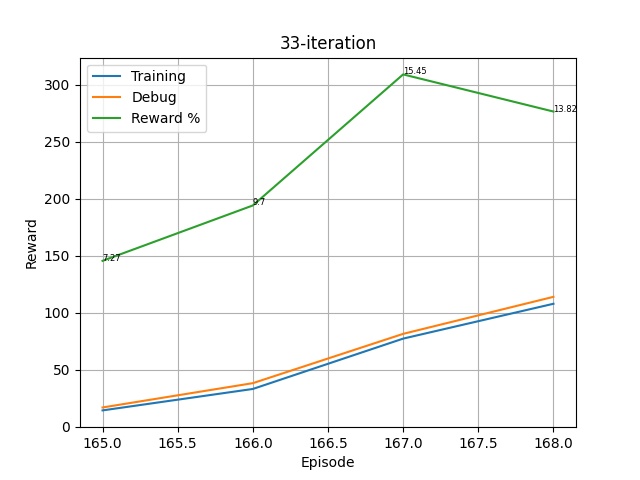 33-iteration
Training
Debug
Reward %
Reward
300
250
200
150
100
50
0
15.45
13.82
9.7
7.27
165.0 165.5 166.0 166.5 167.0 167.5 168.0
Episode